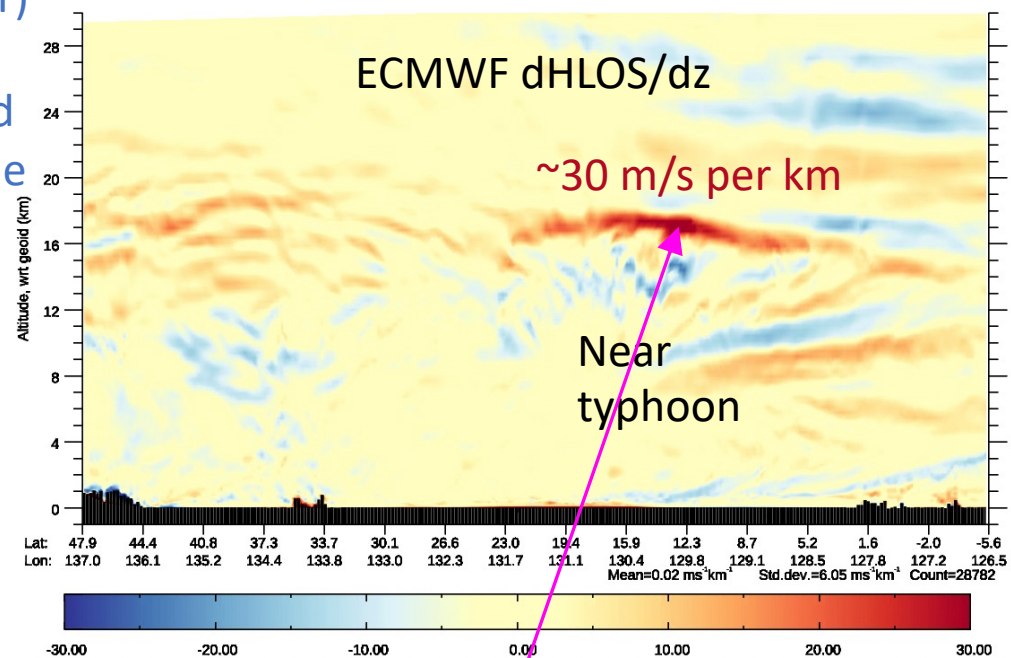 r)
d
e
ECMWF dHLOS/dz
~30 m/s per km
Near
typhoon
Altitude, wrt geoid (km)
28
24
20
16
12
8
4
0
Lat: 47.9 44.4 40.8 37.3 33.7 30.1 26.6 23.0 19.4 15.9 12.3 8.7 5.2 1.6 -2.0 -5.6
Lon: 137.0 136.1 135.2 134.4 133.8 133.0 132.3 131.7 131.1 130.4 129.8 129.1 128.5 127.8 127.2 126.5
Mean=0.02 ms⁻¹km⁻¹ Std.dev.=6.05 ms⁻¹km⁻¹ Count=28782
-30.00 -20.00 -10.00 0.00 10.00 20.00 30.00